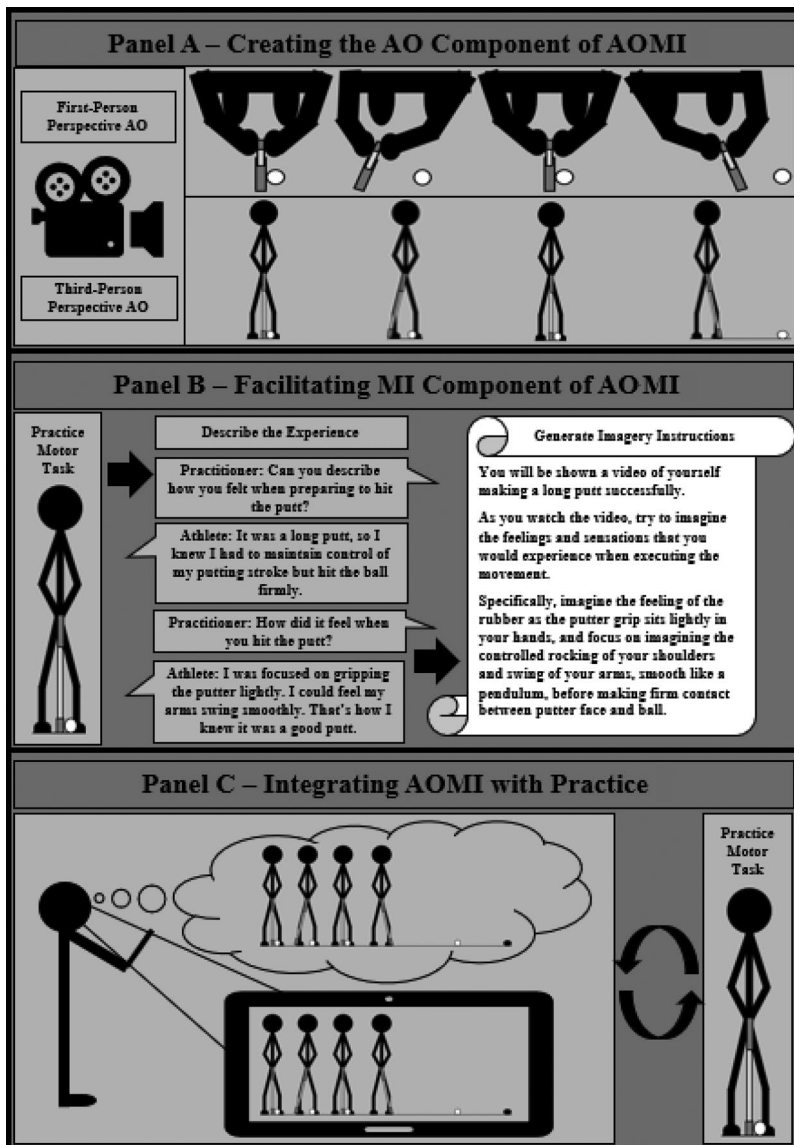 Panel A – Creating the AO Component of AOMI
First-Person
Perspective AO
Third-Person
Perspective AO
Panel B – Facilitating MI Component of AOMI
Practice
Motor
Task
Describe the Experience
Practitioner: Can you describe
how you felt when preparing to hit
the putt?
Athlete: It was a long putt, so I
knew I had to maintain control of
my putting stroke but hit the ball
firmly.
Practitioner: How did it feel when
you hit the putt?
Athlete: I was focused on gripping
the putter lightly. I could feel my
arms swing smoothly. That's how I
knew it was a good putt.
Generate Imagery Instructions
You will be shown a video of yourself
making a long putt successfully.
As you watch the video, try to imagine
the feelings and sensations that you
would experience when executing the
movement.
Specifically, imagine the feeling of the
rubber as the putter grip sits lightly in
your hands, and focus on imagining the
controlled rocking of your shoulders
and swing of your arms, smooth like a
pendulum, before making firm contact
between putter face and ball.
Panel C – Integrating AOMI with Practice
Practice
Motor
Task